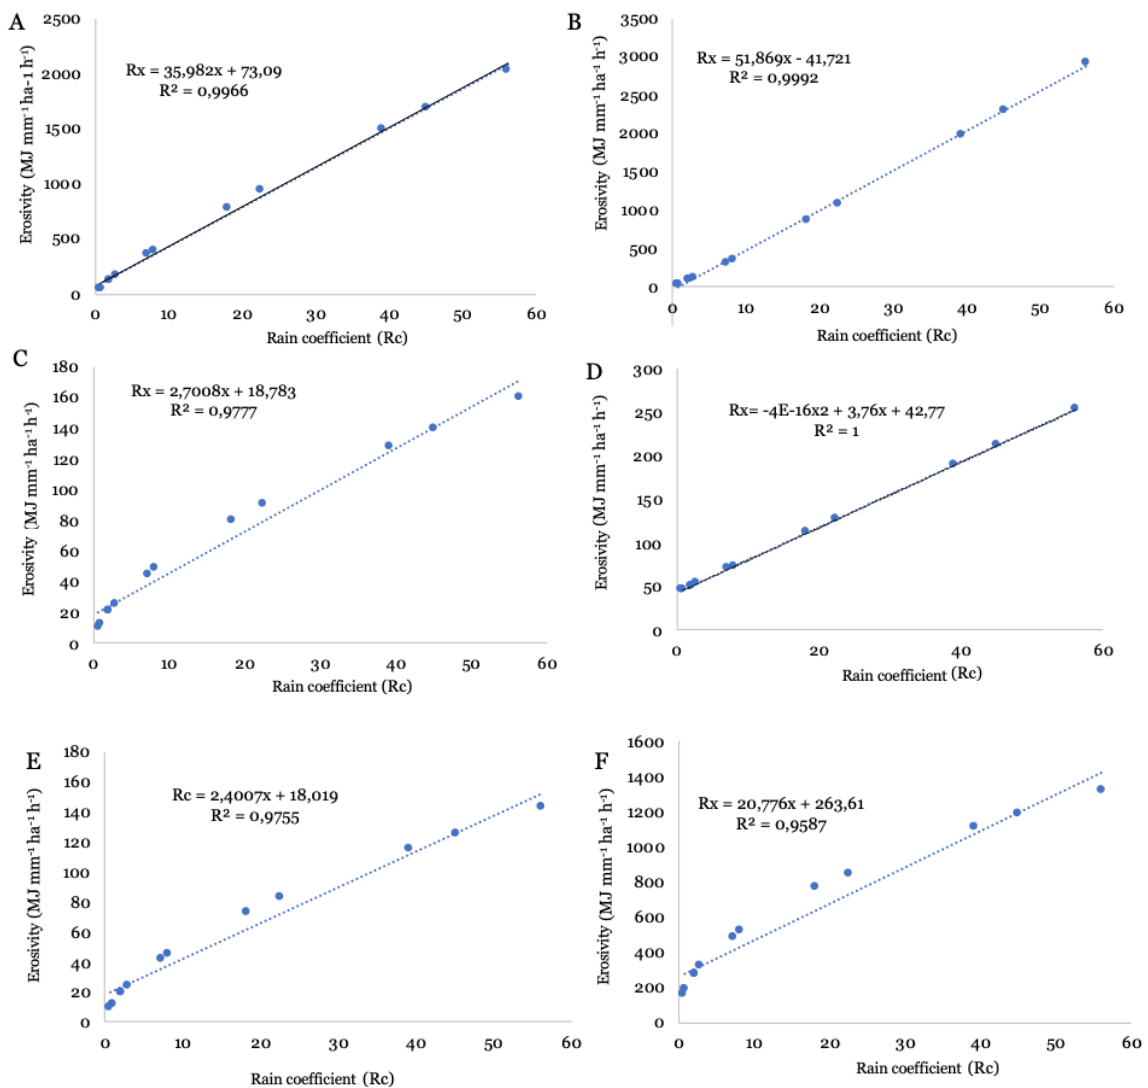 A
Erosivity (MJ mm⁻¹ ha-1 h⁻¹)
2500
2000
1500
1000
500
0
Rx = 35,982x + 73,09
R² = 0,9966
0 10 20 30 40 50 60
Rain coefficient (Rc)
B
Erosivity (MJ mm⁻¹ ha⁻¹ h⁻¹)
3500
3000
2500
2000
1500
1000
500
0
Rx = 51,869x - 41,721
R² = 0,9992
0 10 20 30 40 50 60
Rain coefficient (Rc)
C
Erosivity (MJ mm⁻¹ ha⁻¹ h⁻¹)
180
160
140
120
100
80
60
40
20
0
Rx = 2,7008x + 18,783
R² = 0,9777
0 10 20 30 40 50 60
Rain coefficient (Rc)
D
Erosivity (MJ mm⁻¹ ha⁻¹ h⁻¹)
300
250
200
150
100
50
0
Rx= -4E-16x2 + 3,76x + 42,77
R² = 1
0 20 40 60
Rain coefficient (Rc)
E
Erosivity (MJ mm⁻¹ ha⁻¹ h⁻¹)
180
160
140
120
100
80
60
40
20
0
Rc = 2,4007x + 18,019
R² = 0,9755
0 10 20 30 40 50 60
Rain coefficient (Rc)
F
Erosivity (MJ mm⁻¹ ha⁻¹ h⁻¹)
1600
1400
1200
1000
800
600
400
200
0
Rx = 20,776x + 263,61
R² = 0,9587
0 10 20 30 40 50 60
Rain coefficient (Rc)